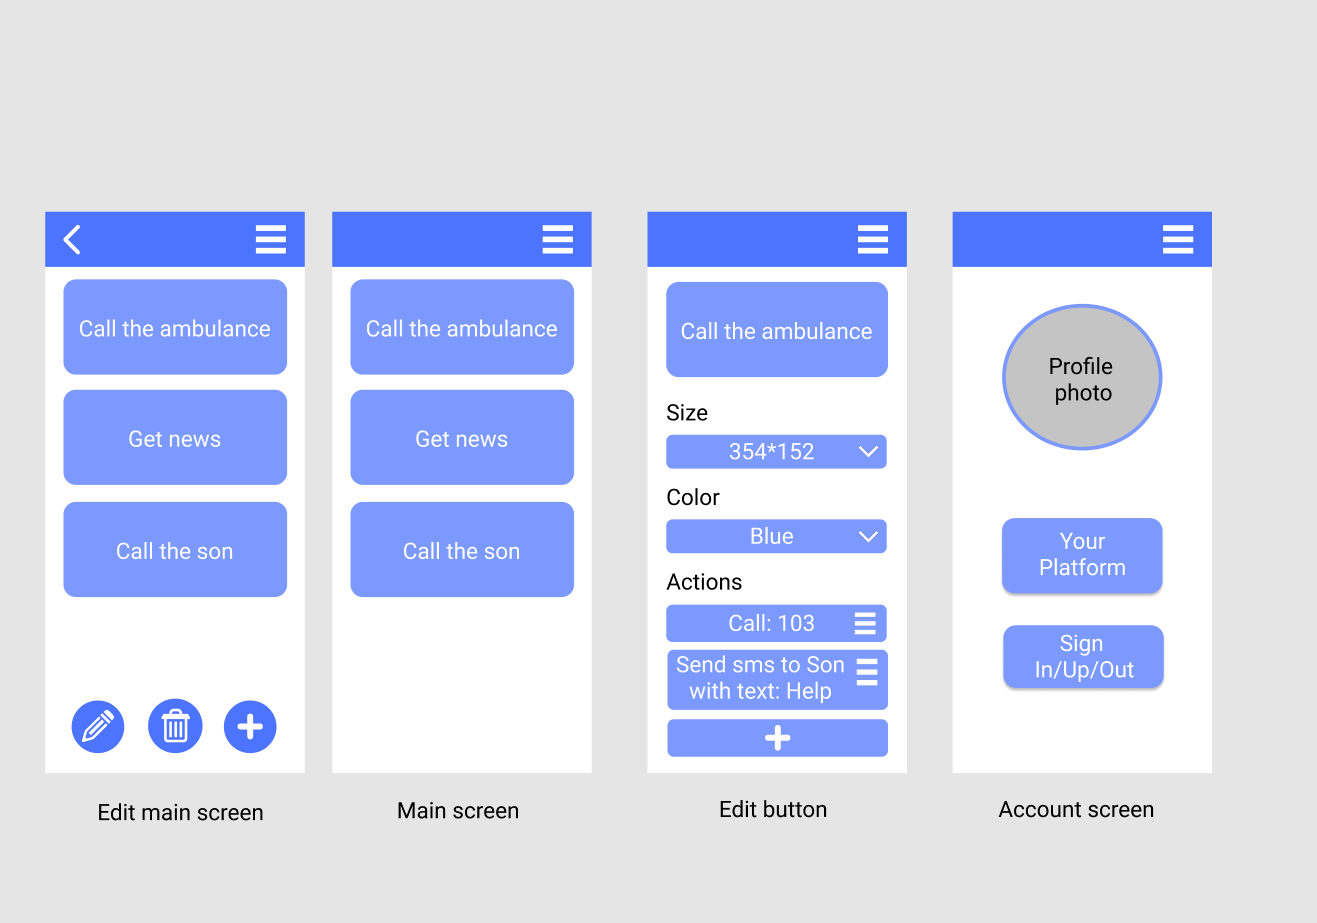 Call the ambulance
Get news
Call the son
Edit main screen
Call the ambulance
Get news
Call the son
Main screen
Call the ambulance
Size
354*152
Color
Blue
Actions
Call: 103
Send sms to Son
with text: Help
Edit button
Profile
photo
Your
Platform
Sign
In/Up/Out
Account screen